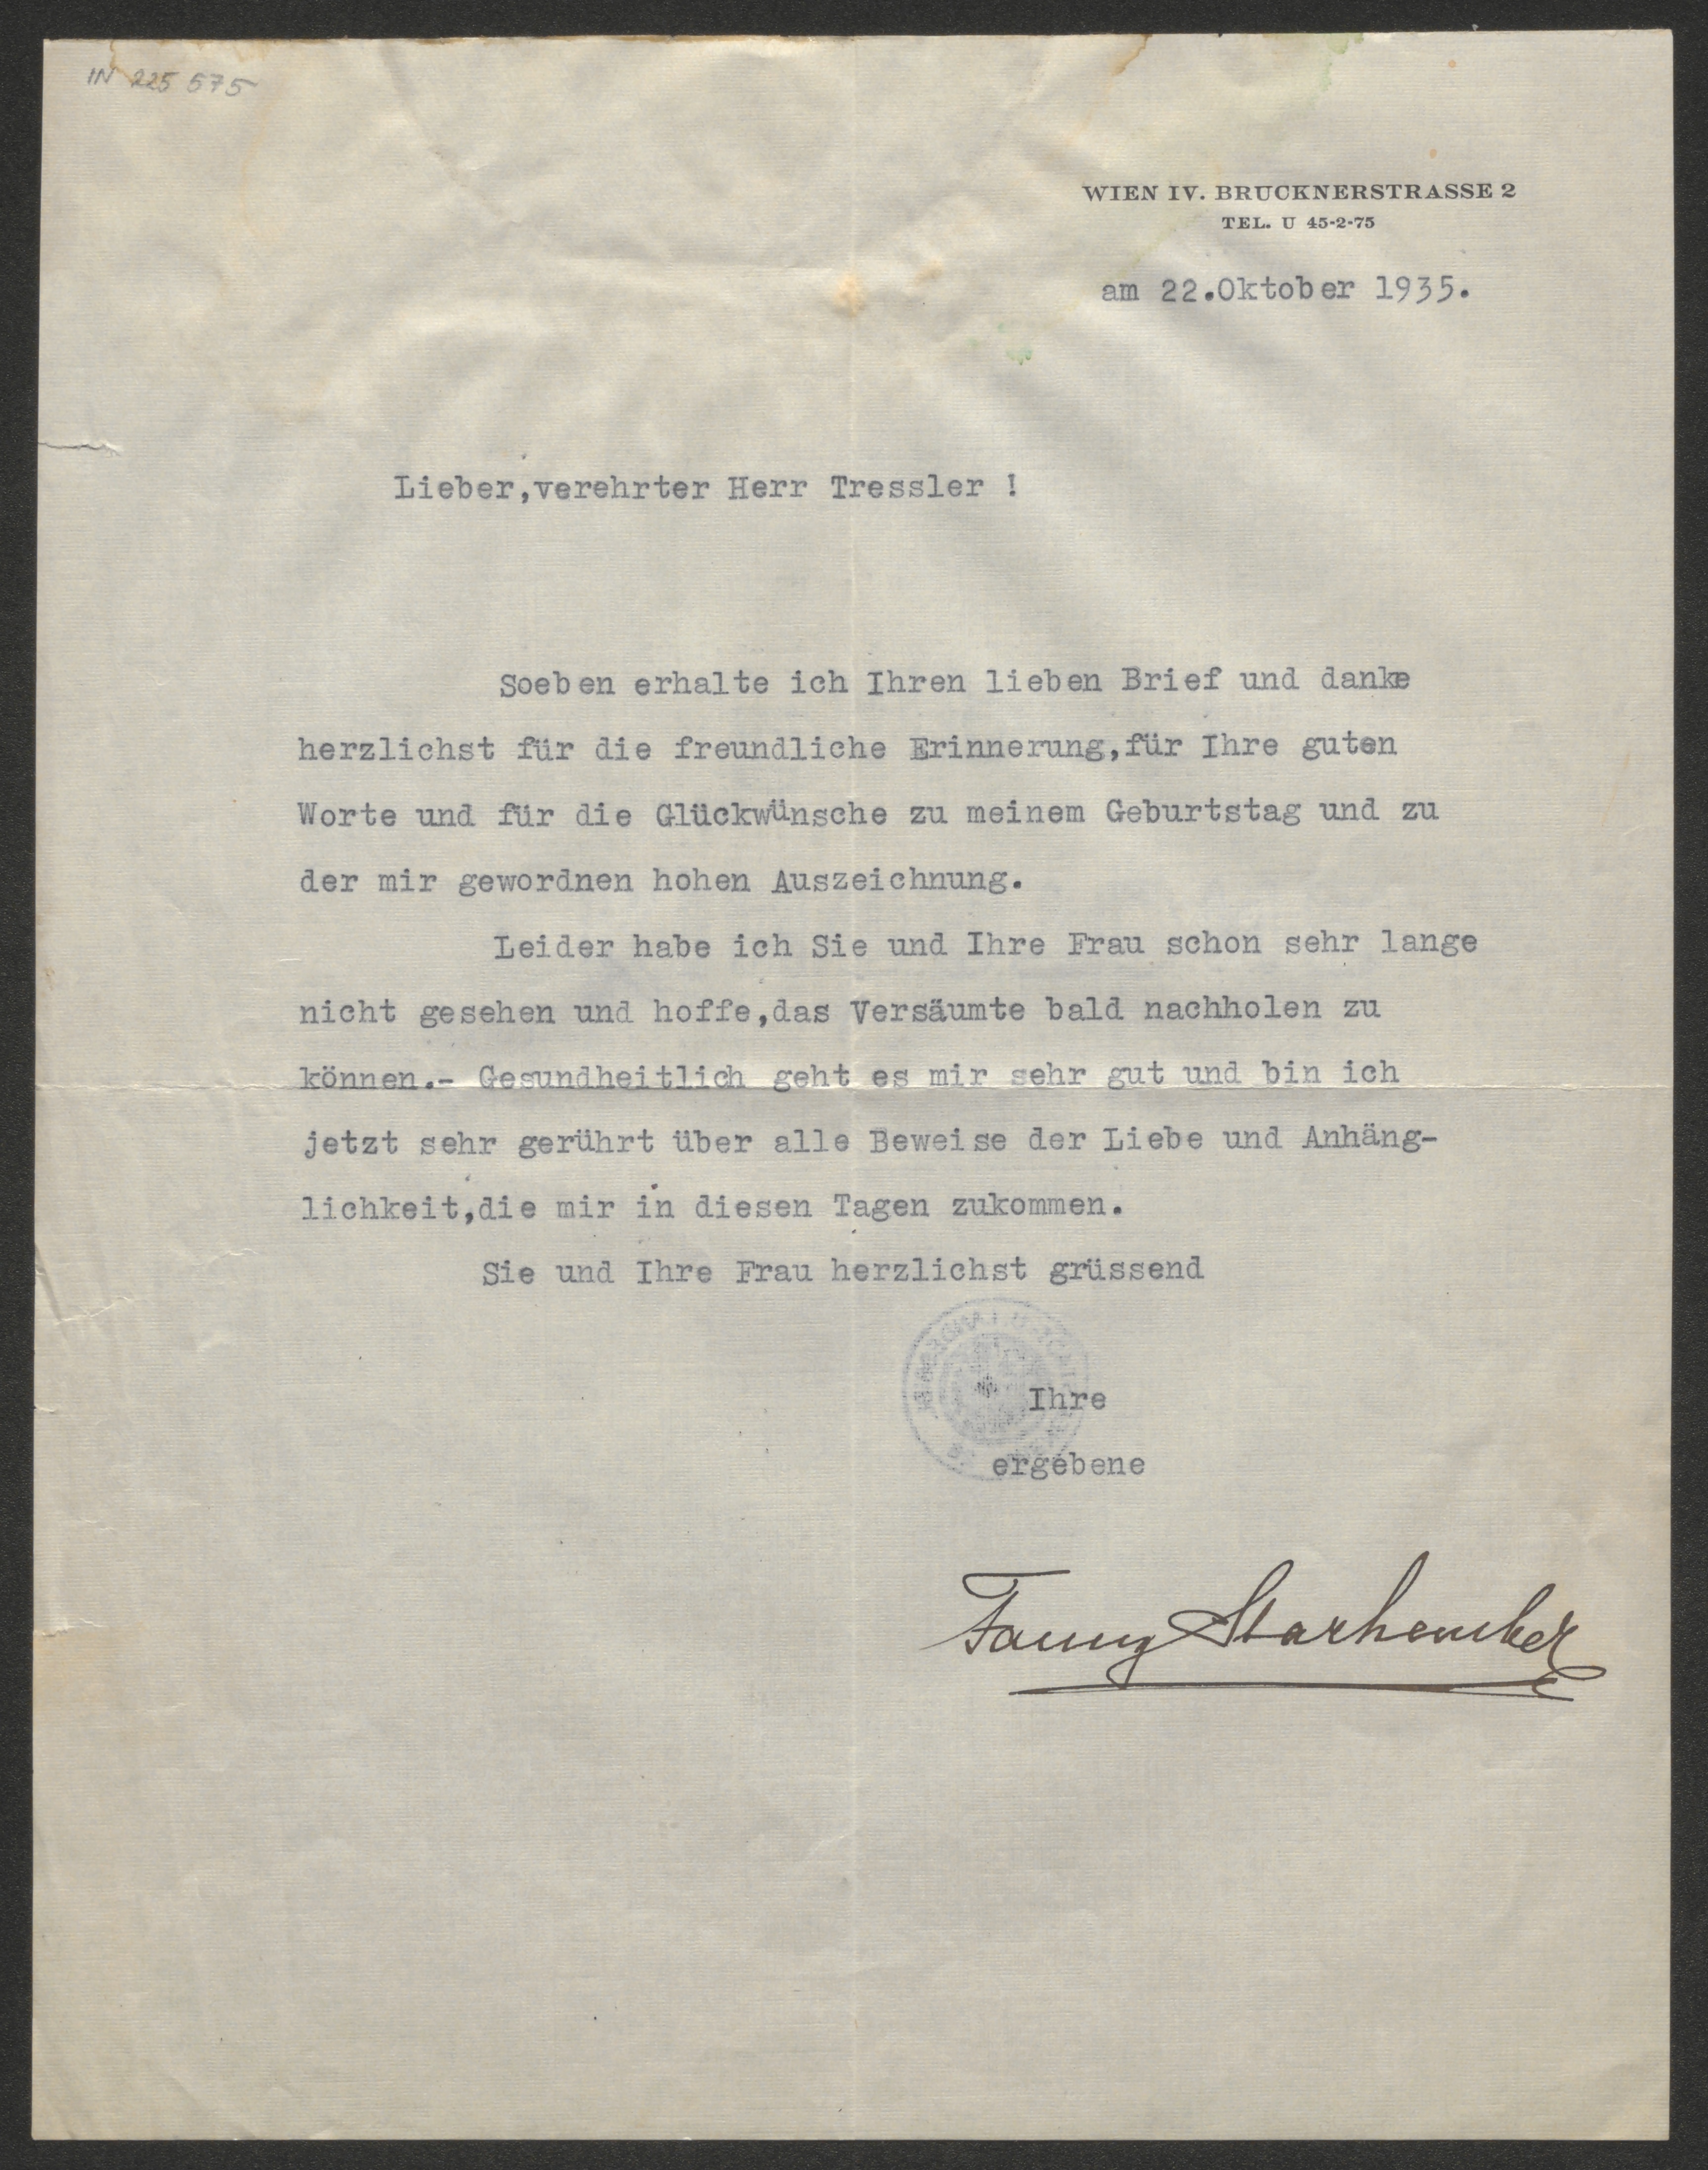 IN 225 575
WIEN IV. BRUCKNERSTRASSE 2
TEL. U 45-2-75
am 22.Oktober 1935.
Lieber,verehrter Herr Tressler !
Soeben erhalte ich Ihren lieben Brief und danke
herzlichst für die freundliche Erinnerung,für Ihre guten
Worte und für die Glückwünsche zu meinem Geburtstag und zu
der mir gewordnen hohen Auszeichnung.
Leider habe ich Sie und Ihre Frau schon sehr lange
nicht gesehen und hoffe,das Versäumte bald nachholen zu
können.- Gesundheitlich geht es mir sehr gut und bin ich
jetzt sehr gerührt über alle Beweise der Liebe und Anhäng-
lichkeit,die mir in diesen Tagen zukommen.
Sie und Ihre Frau herzlichst grüssend
Ihre
ergebene
Fanny Starhemberg